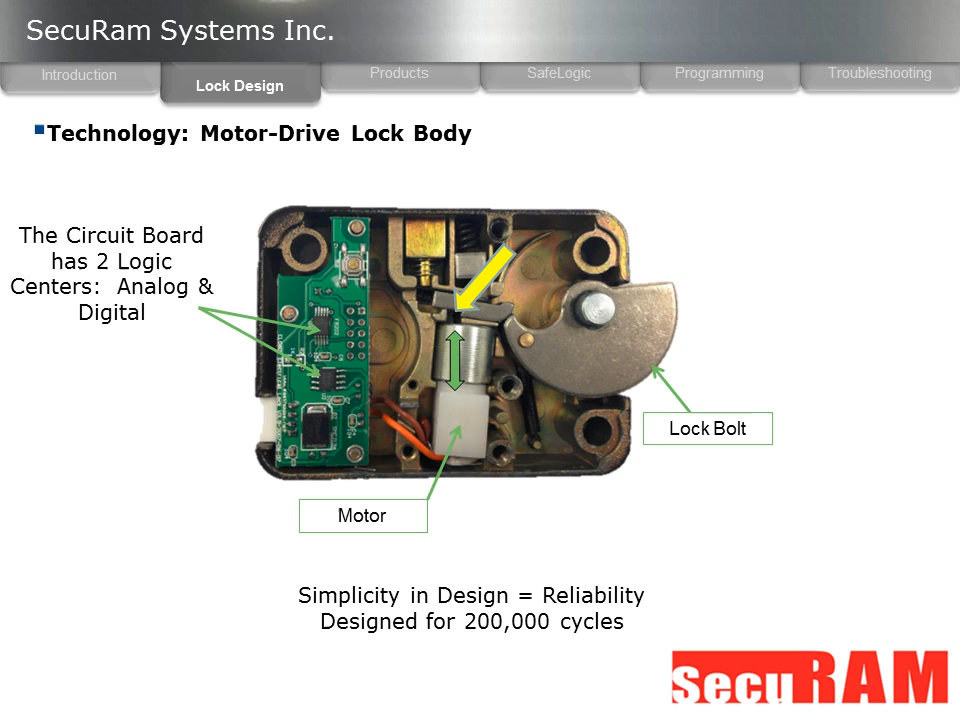 SecuRam Systems Inc.
Introduction
Lock Design
Products
SafeLogic
Programming
Troubleshooting
Technology: Motor-Drive Lock Body
The Circuit Board
has 2 Logic
Centers: Analog &
Digital
Lock Bolt
Motor
Simplicity in Design = Reliability
Designed for 200,000 cycles
SecuRAM